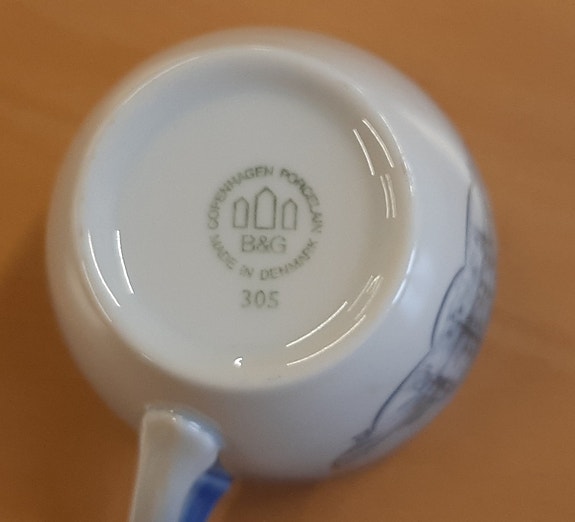 COPENHAGEN PORCELAIN
B&G
MADE IN DENMARK
305